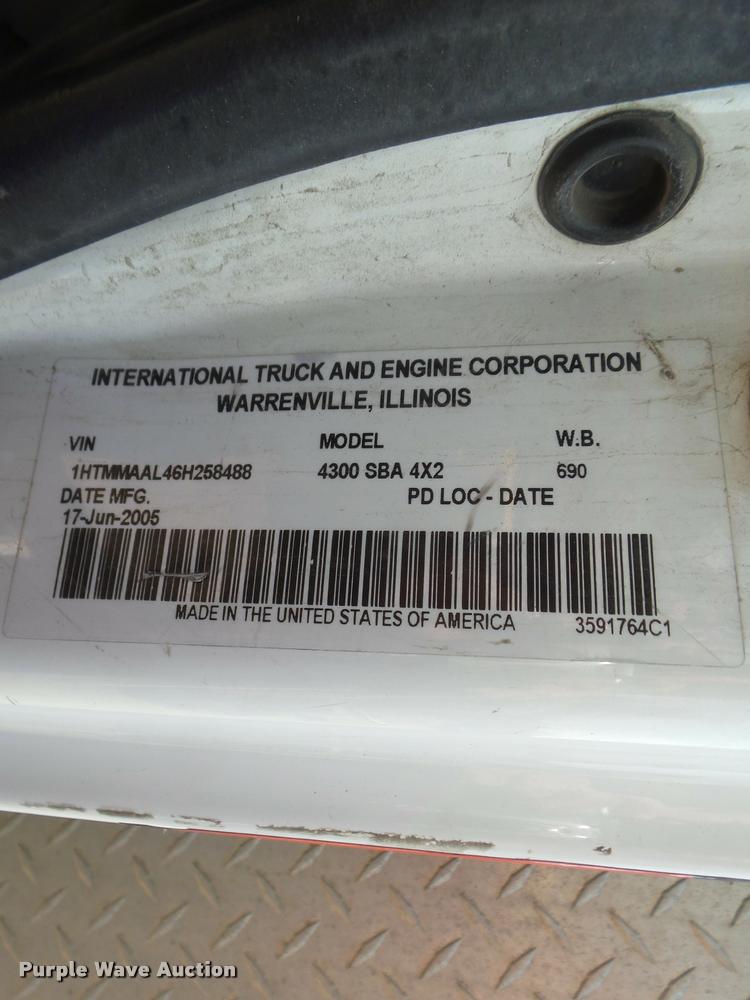 INTERNATIONAL TRUCK AND ENGINE CORPORATION
WARRENVILLE, ILLINOIS
VIN MODEL W.B.
1HTMMAAL46H258488 4300 SBA 4X2 690
DATE MFG. PD LOC - DATE
17-Jun-2005
MADE IN THE UNITED STATES OF AMERICA 3591764C1
Purple Wave Auction